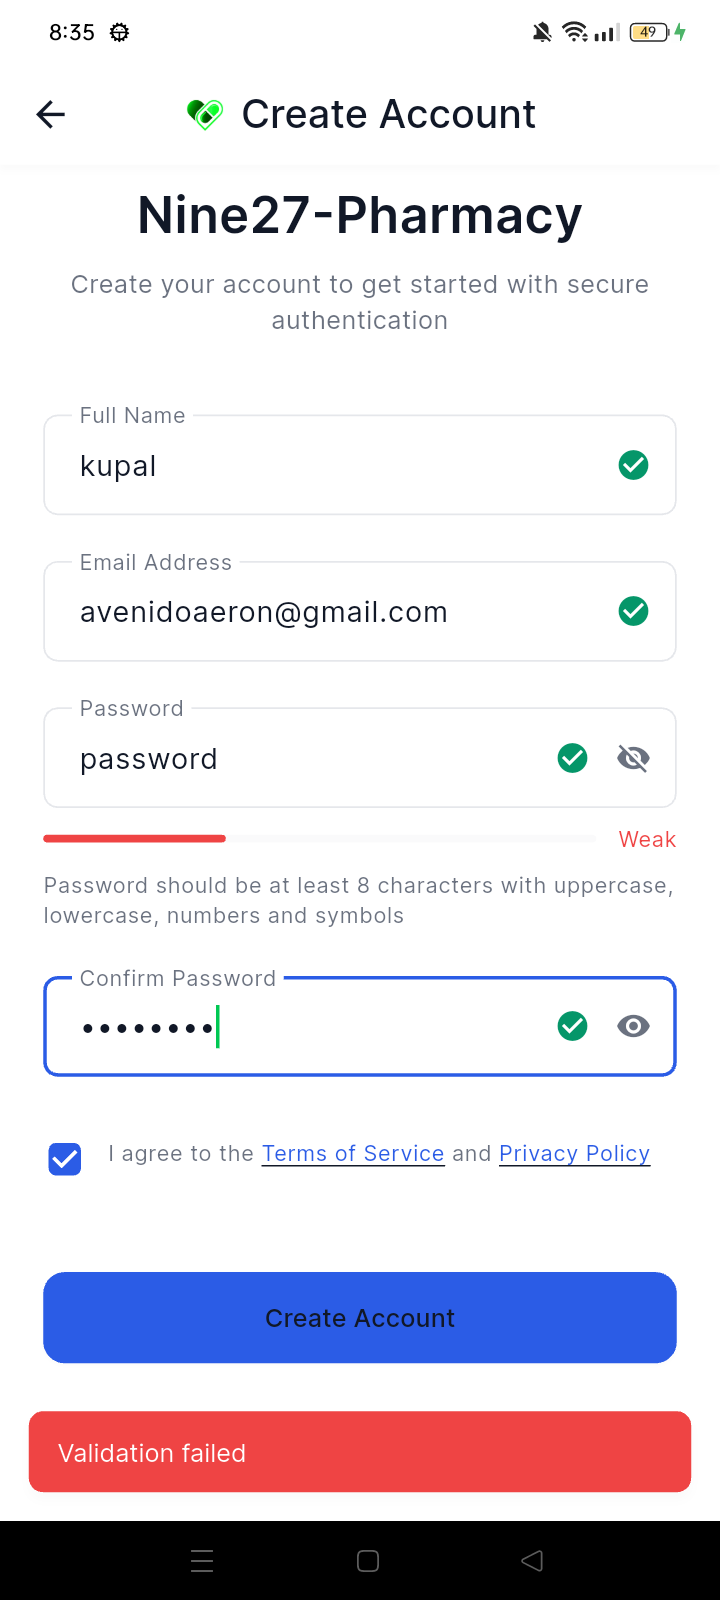 8:35
49
Create Account
Nine27-Pharmacy
Create your account to get started with secure
authentication
Full Name
kupal
Email Address
avenidoaeron@gmail.com
Password
password
Weak
Password should be at least 8 characters with uppercase,
lowercase, numbers and symbols
Confirm Password
••••••••
I agree to the Terms of Service and Privacy Policy
Create Account
Validation failed